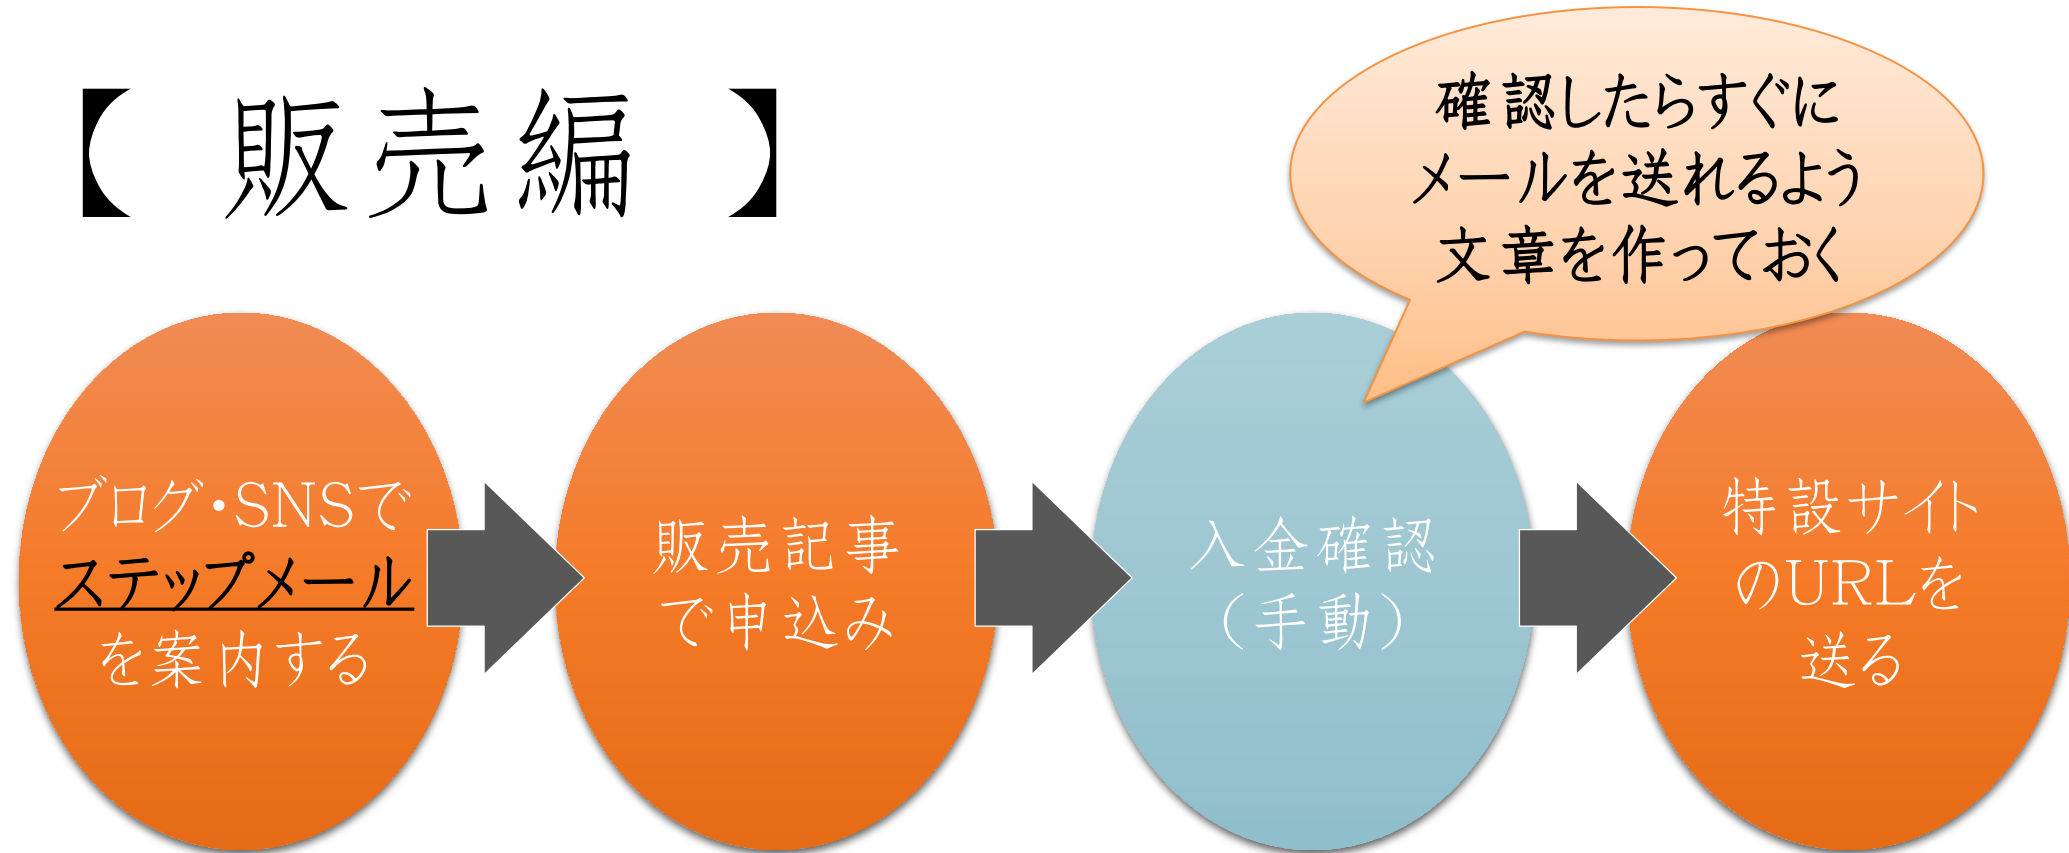 【 販売編 】
確認したらすぐに
メールを送れるよう
文章を作っておく
ブログ・SNSで
ステップメール
を案内する
販売記事
で申込み
入金確認
(手動)
特設サイト
のURLを
送る